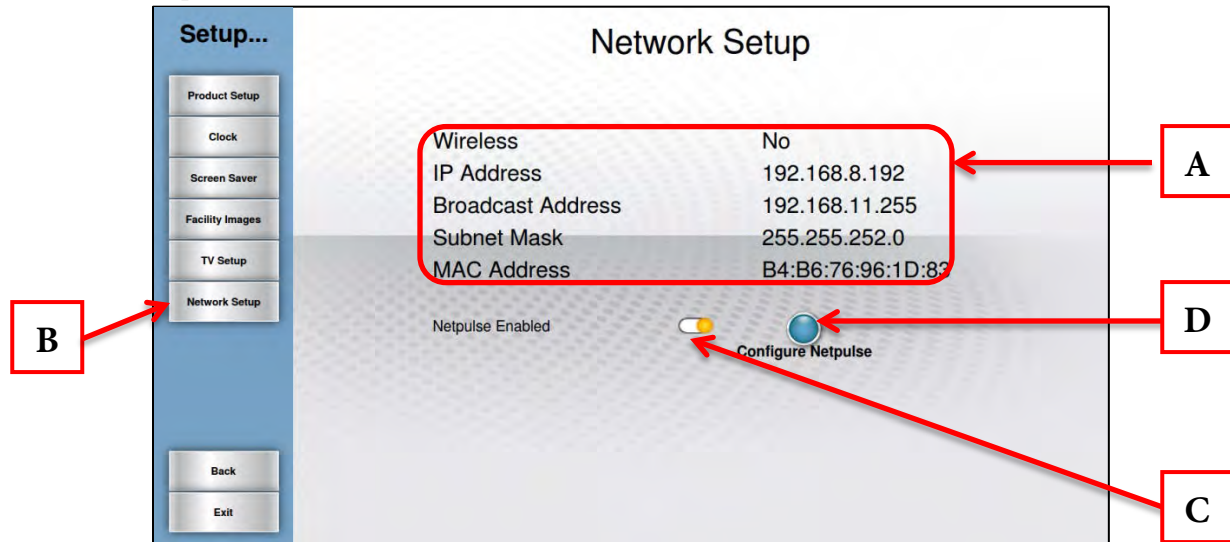 Setup...
Network Setup
Product Setup
Clock
Screen Saver
Facility Images
TV Setup
Network Setup
Back
Exit
Wireless No
IP Address 192.168.8.192
Broadcast Address 192.168.11.255
Subnet Mask 255.255.252.0
MAC Address B4:B6:76:96:1D:83
Netpulse Enabled
Configure Netpulse
A
B
D
C